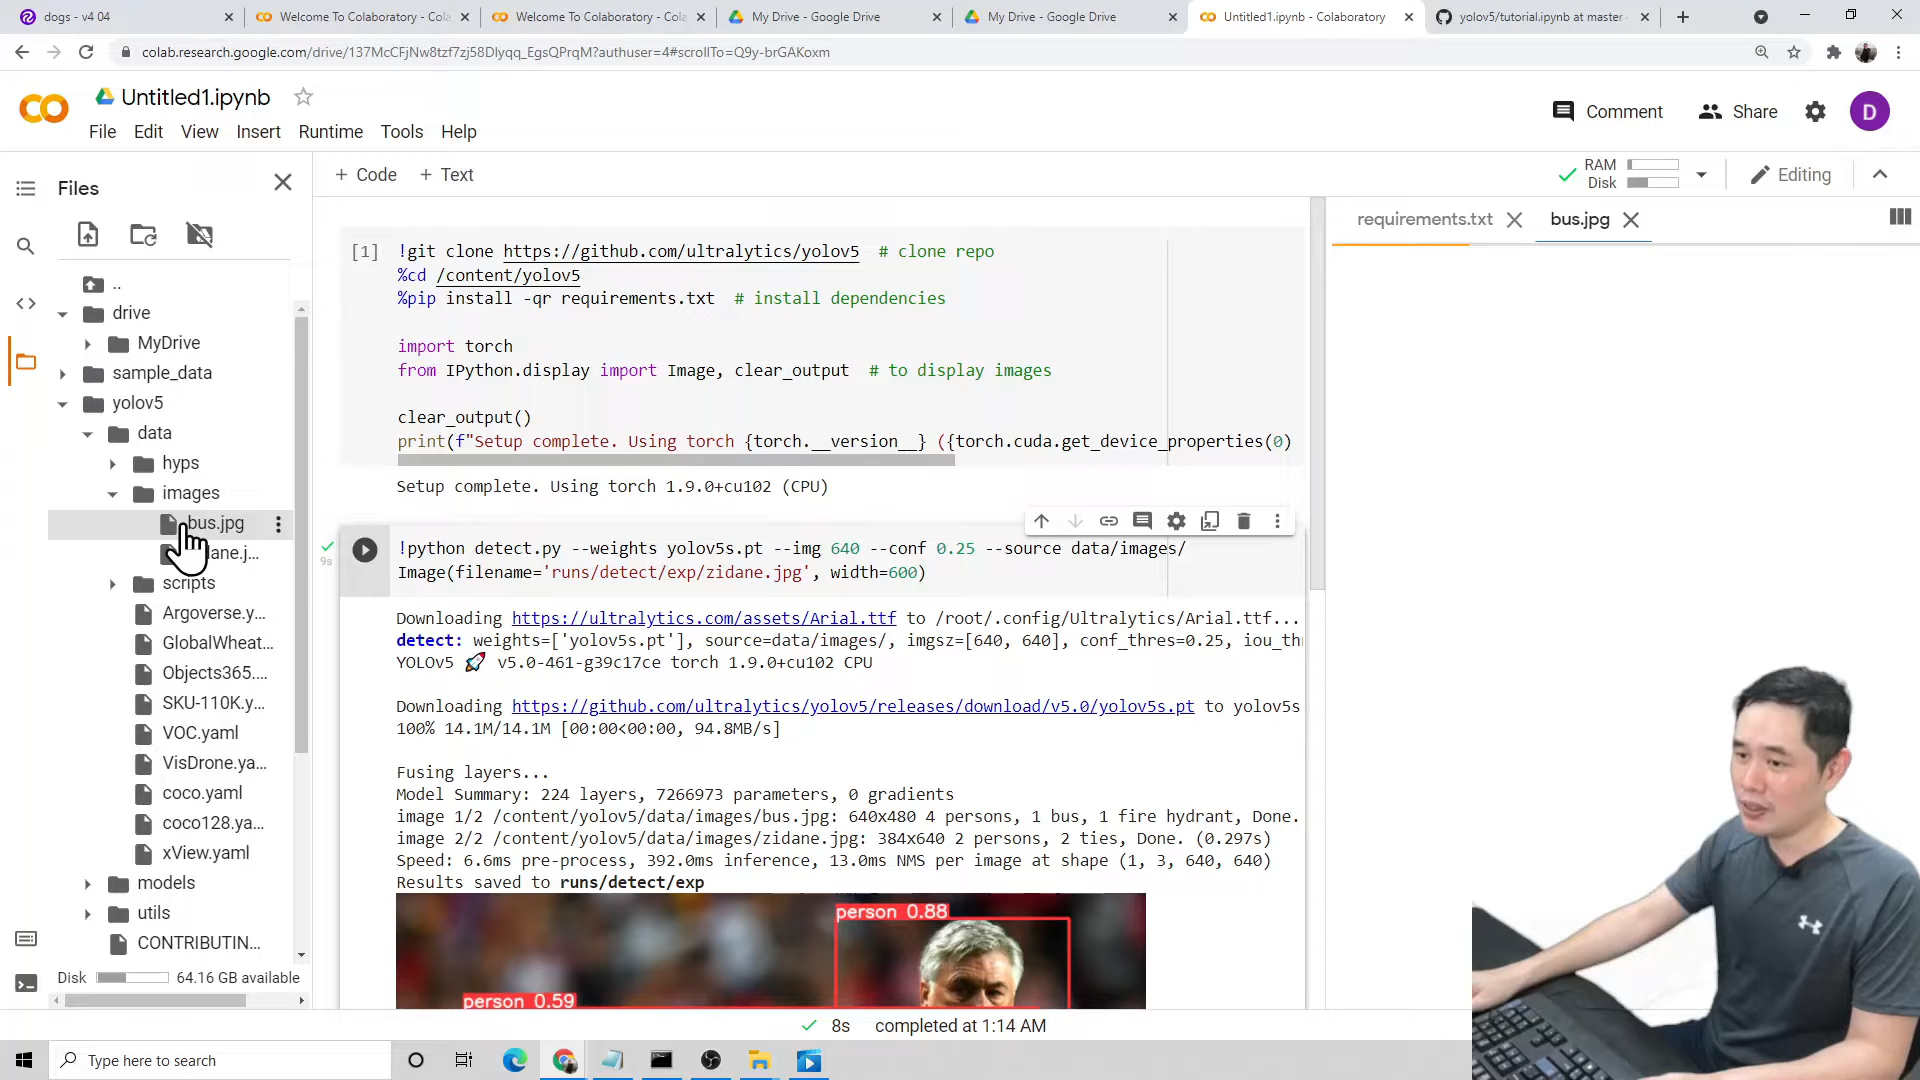 dogs - v4 04
Welcome To Colaboratory - Cola
Welcome To Colaboratory - Cola
My Drive - Google Drive
My Drive - Google Drive
Untitled1.ipynb - Colaboratory
yolov5/tutorial.ipynb at master
colab.research.google.com/drive/137McCFjNw8tzf7zj58Dlyqq_EgsQPrqM?authuser=4#scrollTo=Q9y-brGAKoxm
Untitled1.ipynb
Comment
Share
D
File Edit View Insert Runtime Tools Help
+ Code + Text
RAM
Disk
Editing
Files
requirements.txt
bus.jpg
..
drive
MyDrive
sample_data
yolov5
data
hyps
images
bus.jpg
ane.j...
scripts
Argoverse.y...
GlobalWheat...
Objects365....
SKU-110K.y...
VOC.yaml
VisDrone.ya...
coco.yaml
coco128.ya...
xView.yaml
models
utils
CONTRIBUTIN...
Disk 64.16 GB available
[1]
!git clone https://github.com/ultralytics/yolov5 # clone repo
%cd /content/yolov5
%pip install -qr requirements.txt # install dependencies
import torch
from IPython.display import Image, clear_output # to display images
clear_output()
print(f"Setup complete. Using torch {torch.__version__} ({torch.cuda.get_device_properties(0)
Setup complete. Using torch 1.9.0+cu102 (CPU)
9s
!python detect.py --weights yolov5s.pt --img 640 --conf 0.25 --source data/images/
Image(filename='runs/detect/exp/zidane.jpg', width=600)
Downloading https://ultralytics.com/assets/Arial.ttf to /root/.config/Ultralytics/Arial.ttf...
detect: weights=['yolov5s.pt'], source=data/images/, imgsz=[640, 640], conf_thres=0.25, iou_thr
YOLOv5 🚀 v5.0-461-g39c17ce torch 1.9.0+cu102 CPU
Downloading https://github.com/ultralytics/yolov5/releases/download/v5.0/yolov5s.pt to yolov5s
100% 14.1M/14.1M [00:00<00:00, 94.8MB/s]
Fusing layers...
Model Summary: 224 layers, 7266973 parameters, 0 gradients
image 1/2 /content/yolov5/data/images/bus.jpg: 640x480 4 persons, 1 bus, 1 fire hydrant, Done.
image 2/2 /content/yolov5/data/images/zidane.jpg: 384x640 2 persons, 2 ties, Done. (0.297s)
Speed: 6.6ms pre-process, 392.0ms inference, 13.0ms NMS per image at shape (1, 3, 640, 640)
Results saved to runs/detect/exp
person 0.88
person 0.59
8s completed at 1:14 AM
Type here to search